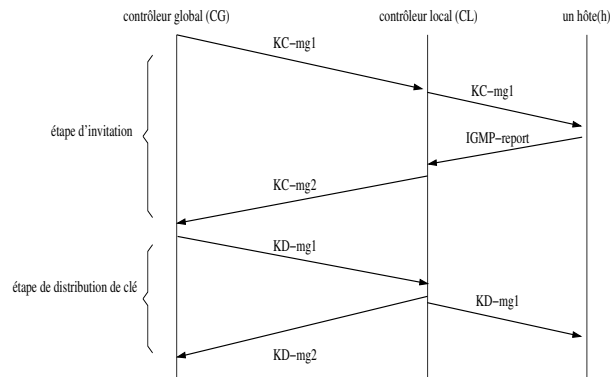 contrôleur global (CG)
contrôleur local (CL)
un hôte(h)
KC−mg1
KC−mg1
étape d'invitation
IGMP−report
KC−mg2
KD−mg1
étape de distribution de clé
KD−mg1
KD−mg2